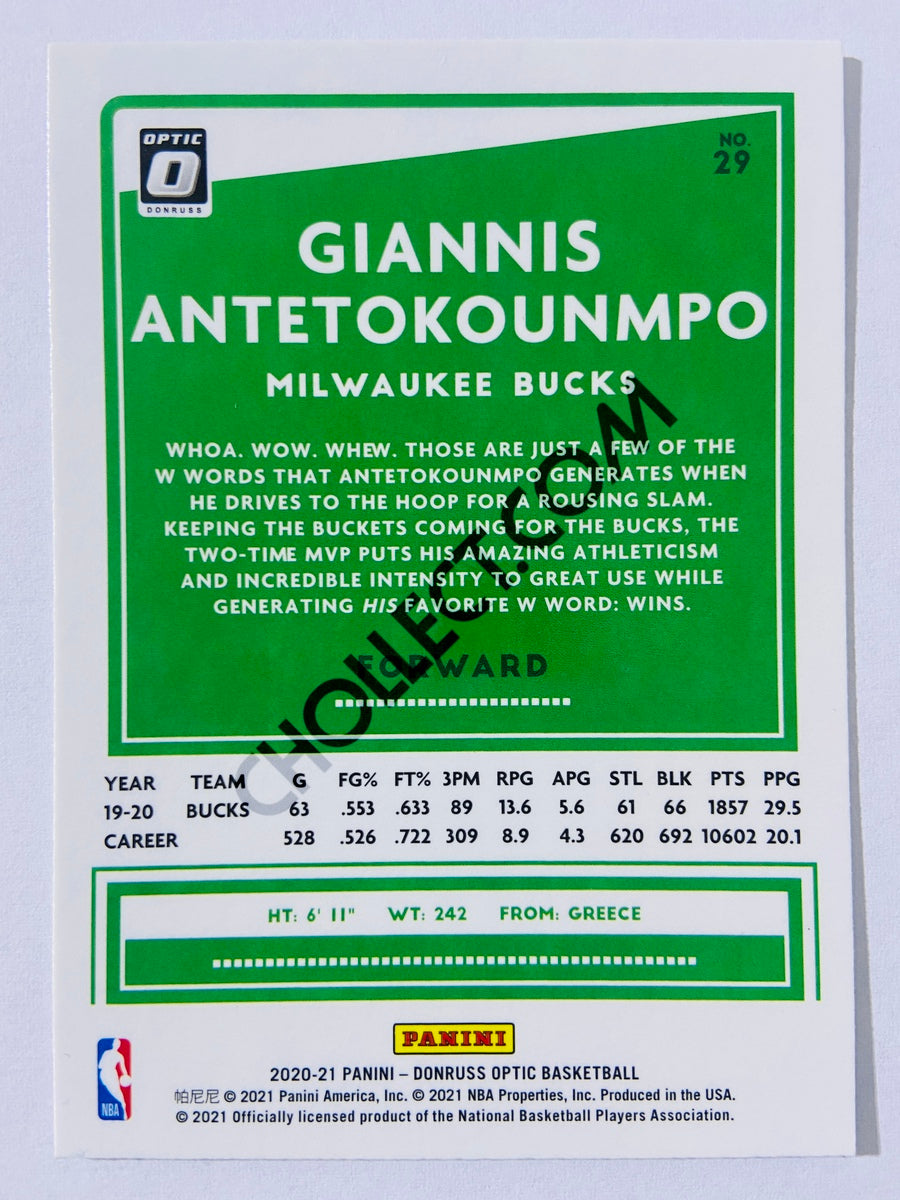 OPTIC
DONRUSS
NO.
29
GIANNIS
ANTETOKOUNMPO
MILWAUKEE BUCKS
WHOA. WOW. WHEW. THOSE ARE JUST A FEW OF THE
W WORDS THAT ANTETOKOUNMPO GENERATES WHEN
HE DRIVES TO THE HOOP FOR A ROUSING SLAM.
KEEPING THE BUCKETS COMING FOR THE BUCKS, THE
TWO-TIME MVP PUTS HIS AMAZING ATHLETICISM
AND INCREDIBLE INTENSITY TO GREAT USE WHILE
GENERATING HIS FAVORITE W WORD: WINS.
CHOLLECT.COM
FORWARD
YEAR TEAM G FG% FT% 3PM RPG APG STL BLK PTS PPG
19-20 BUCKS 63 .553 .633 89 13.6 5.6 61 66 1857 29.5
CAREER 528 .526 .722 309 8.9 4.3 620 692 10602 20.1
HT: 6' 11" WT: 242 FROM: GREECE
PANINI
NBA
2020-21 PANINI – DONRUSS OPTIC BASKETBALL
帕尼尼 © 2021 Panini America, Inc. © 2021 NBA Properties, Inc. Produced in the USA.
© 2021 Officially licensed product of the National Basketball Players Association.